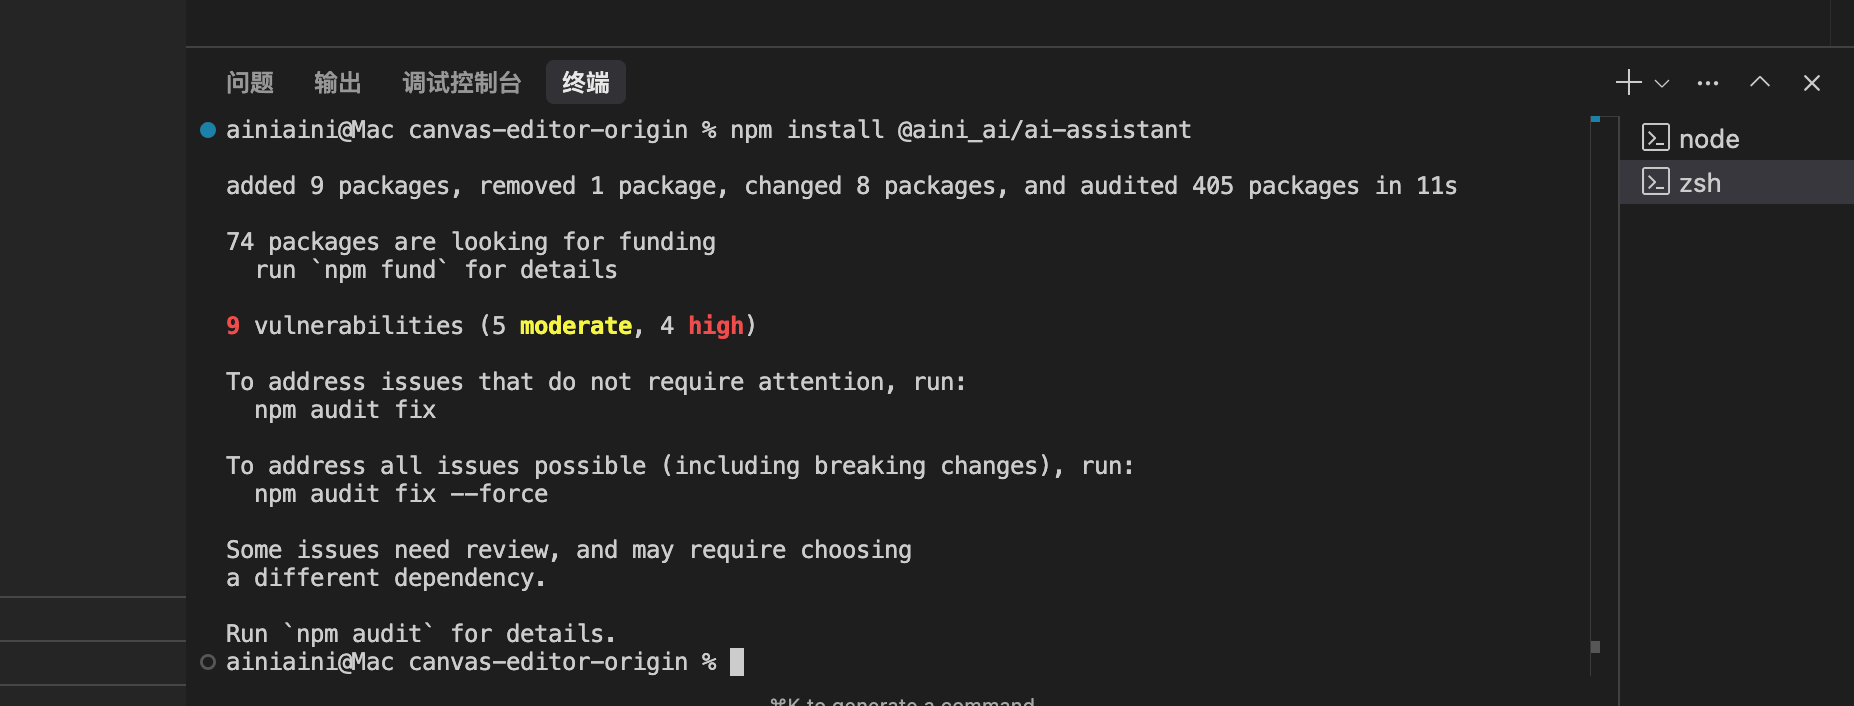 问题 输出 调试控制台 终端
ainiaini@Mac canvas-editor-origin % npm install @aini_ai/ai-assistant
added 9 packages, removed 1 package, changed 8 packages, and audited 405 packages in 11s
74 packages are looking for funding
run `npm fund` for details
9 vulnerabilities (5 moderate, 4 high)
To address issues that do not require attention, run:
npm audit fix
To address all issues possible (including breaking changes), run:
npm audit fix --force
Some issues need review, and may require choosing
a different dependency.
Run `npm audit` for details.
ainiaini@Mac canvas-editor-origin %
⌘K to generate a command
node
zsh